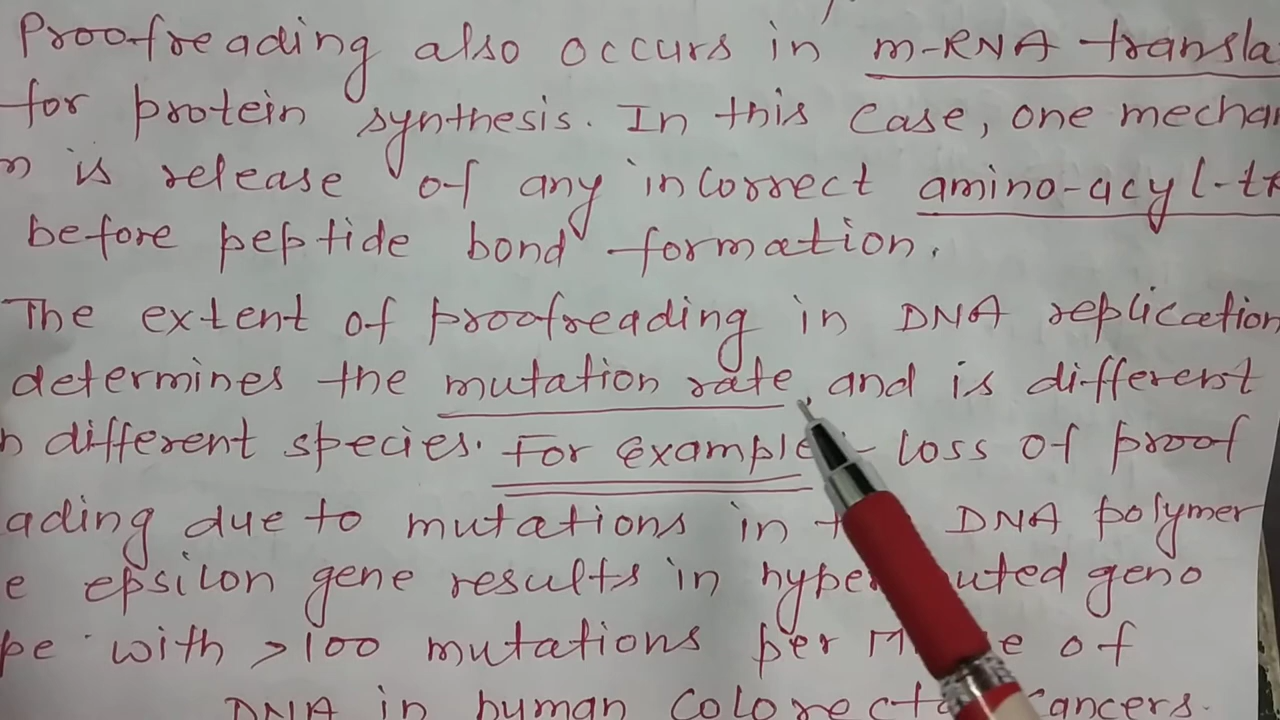 Proofreading also occurs in m-RNA transla
for protein synthesis. In this case, one mechan
m is release of any incorrect amino-acyl-tR
before peptide bond formation.
The extent of proofreading in DNA replication
determines the mutation rate, and is different
n different species. For example :- loss of proof
ading due to mutations in DNA polymer
e epsilon gene results in hype uted geno
pe with >100 mutations per M e of
DNA in human colorecta cancers.